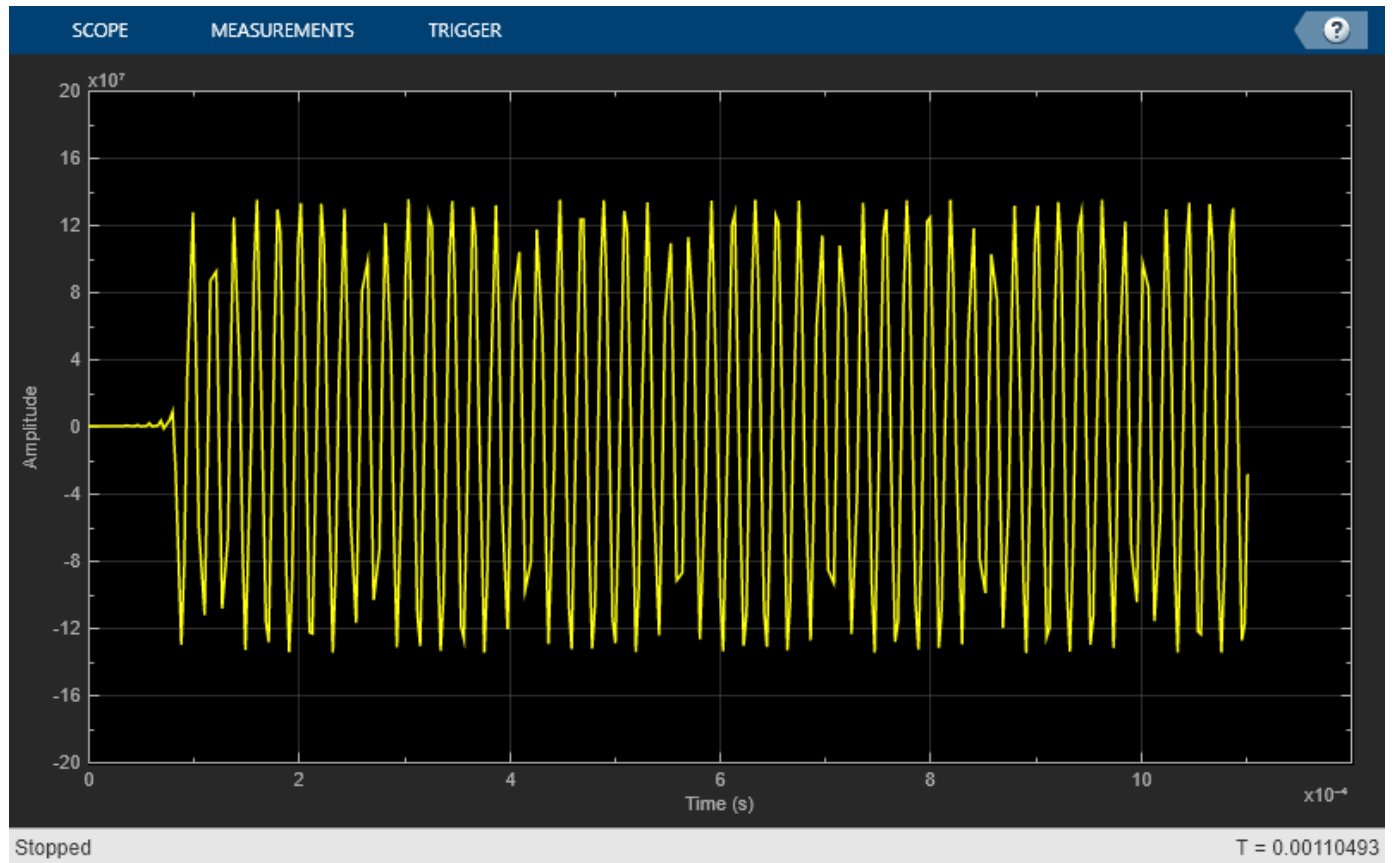 SCOPE MEASUREMENTS TRIGGER ?
x10⁷
20
16
12
8
4
0
-4
-8
-12
-16
-20
Amplitude
0 2 4 6 8 10
Time (s)
x10⁻⁴
Stopped T = 0.00110493